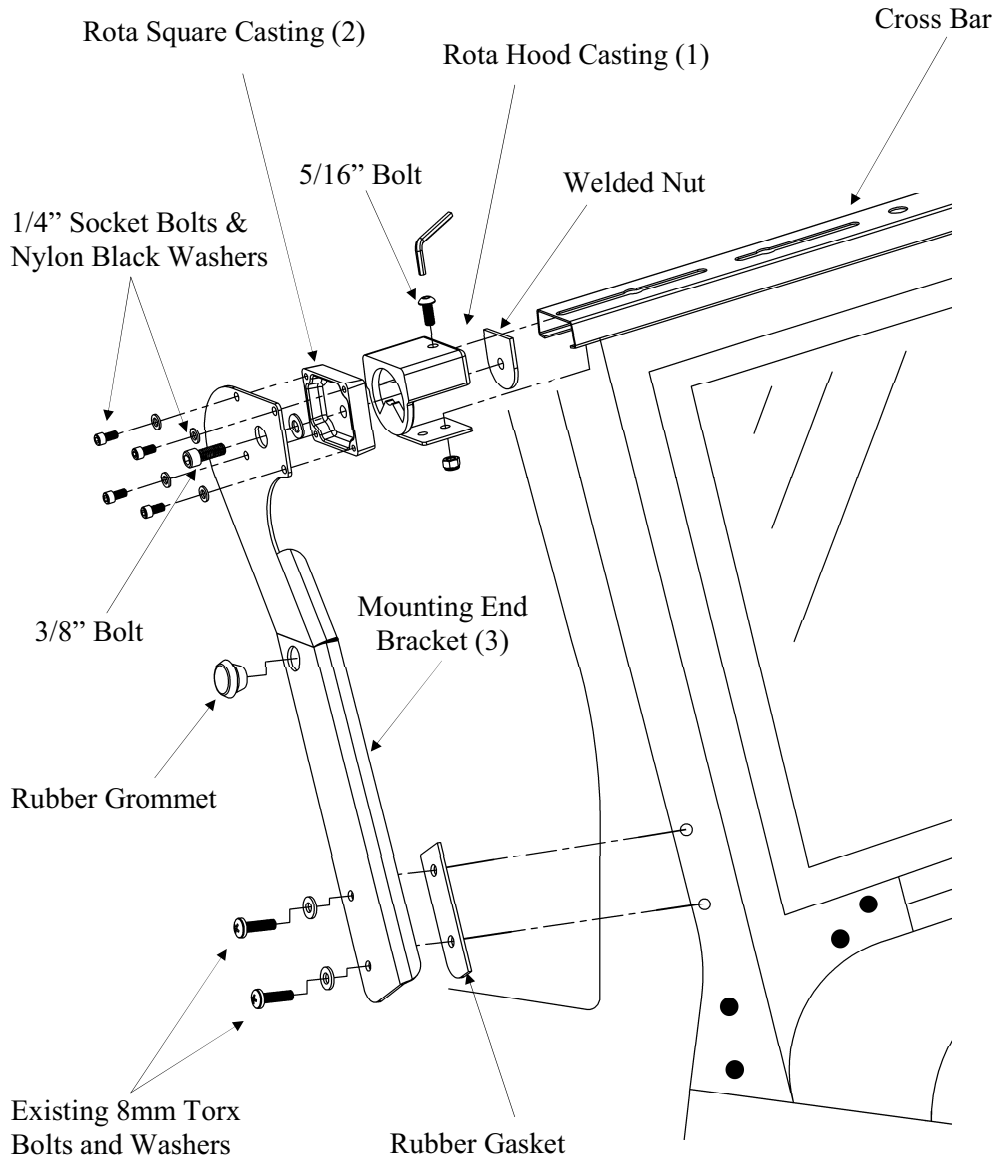 Rota Square Casting (2)
Cross Bar
Rota Hood Casting (1)
5/16” Bolt
Welded Nut
1/4” Socket Bolts &
Nylon Black Washers
3/8” Bolt
Mounting End
Bracket (3)
Rubber Grommet
Existing 8mm Torx
Bolts and Washers
Rubber Gasket